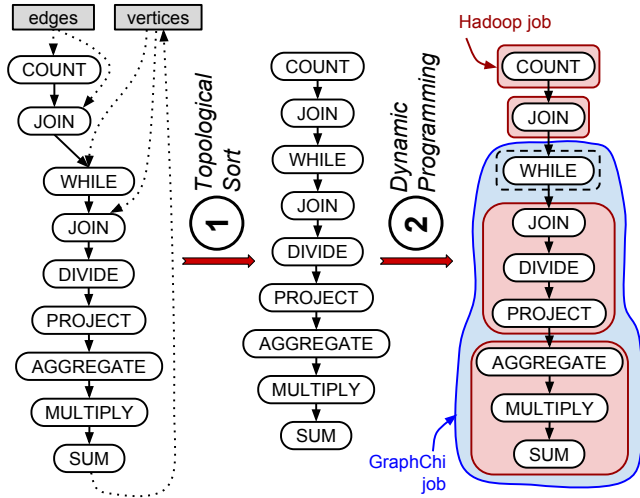 edges
vertices
COUNT
JOIN
WHILE
JOIN
DIVIDE
PROJECT
AGGREGATE
MULTIPLY
SUM
1
Topological
Sort
COUNT
JOIN
WHILE
JOIN
DIVIDE
PROJECT
AGGREGATE
MULTIPLY
SUM
2
Dynamic
Programming
Hadoop job
COUNT
JOIN
WHILE
JOIN
DIVIDE
PROJECT
AGGREGATE
MULTIPLY
SUM
GraphChi
job